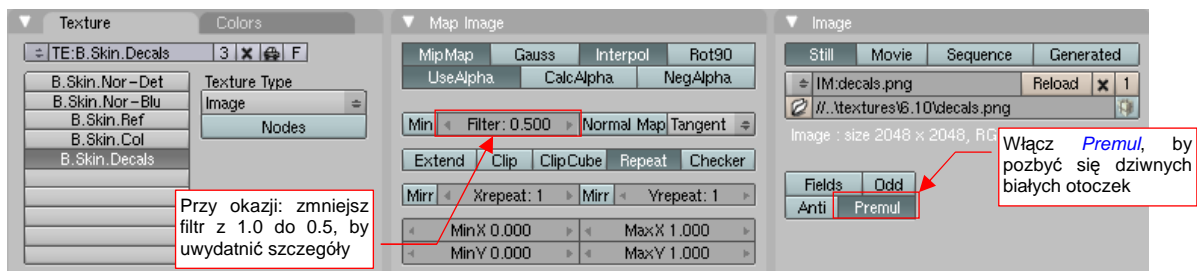 Texture
Colors
TE:B.Skin.Decals
3
F
B.Skin.Nor-Det
B.Skin.Nor-Blu
B.Skin.Ref
B.Skin.Col
B.Skin.Decals
Texture Type
Image
Nodes
Przy okazji: zmniejsz
filtr z 1.0 do 0.5, by
uwydatnić szczegóły
Map Image
MipMap Gauss Interpol Rot90
UseAlpha CalcAlpha NegAlpha
Min Filter: 0.500 Normal Map Tangent
Extend Clip ClipCube Repeat Checker
Mirr Xrepeat: 1 Mirr Yrepeat: 1
MinX 0.000 MaxX 1.000
MinY 0.000 MaxY 1.000
Image
Still Movie Sequence Generated
IM:decals.png Reload 1
//..\textures\6.10\decals.png
Image : size 2048 x 2048,
Fields Odd
Anti Premul
Włącz Premul, by
pozbyć się dziwnych
białych otoczek